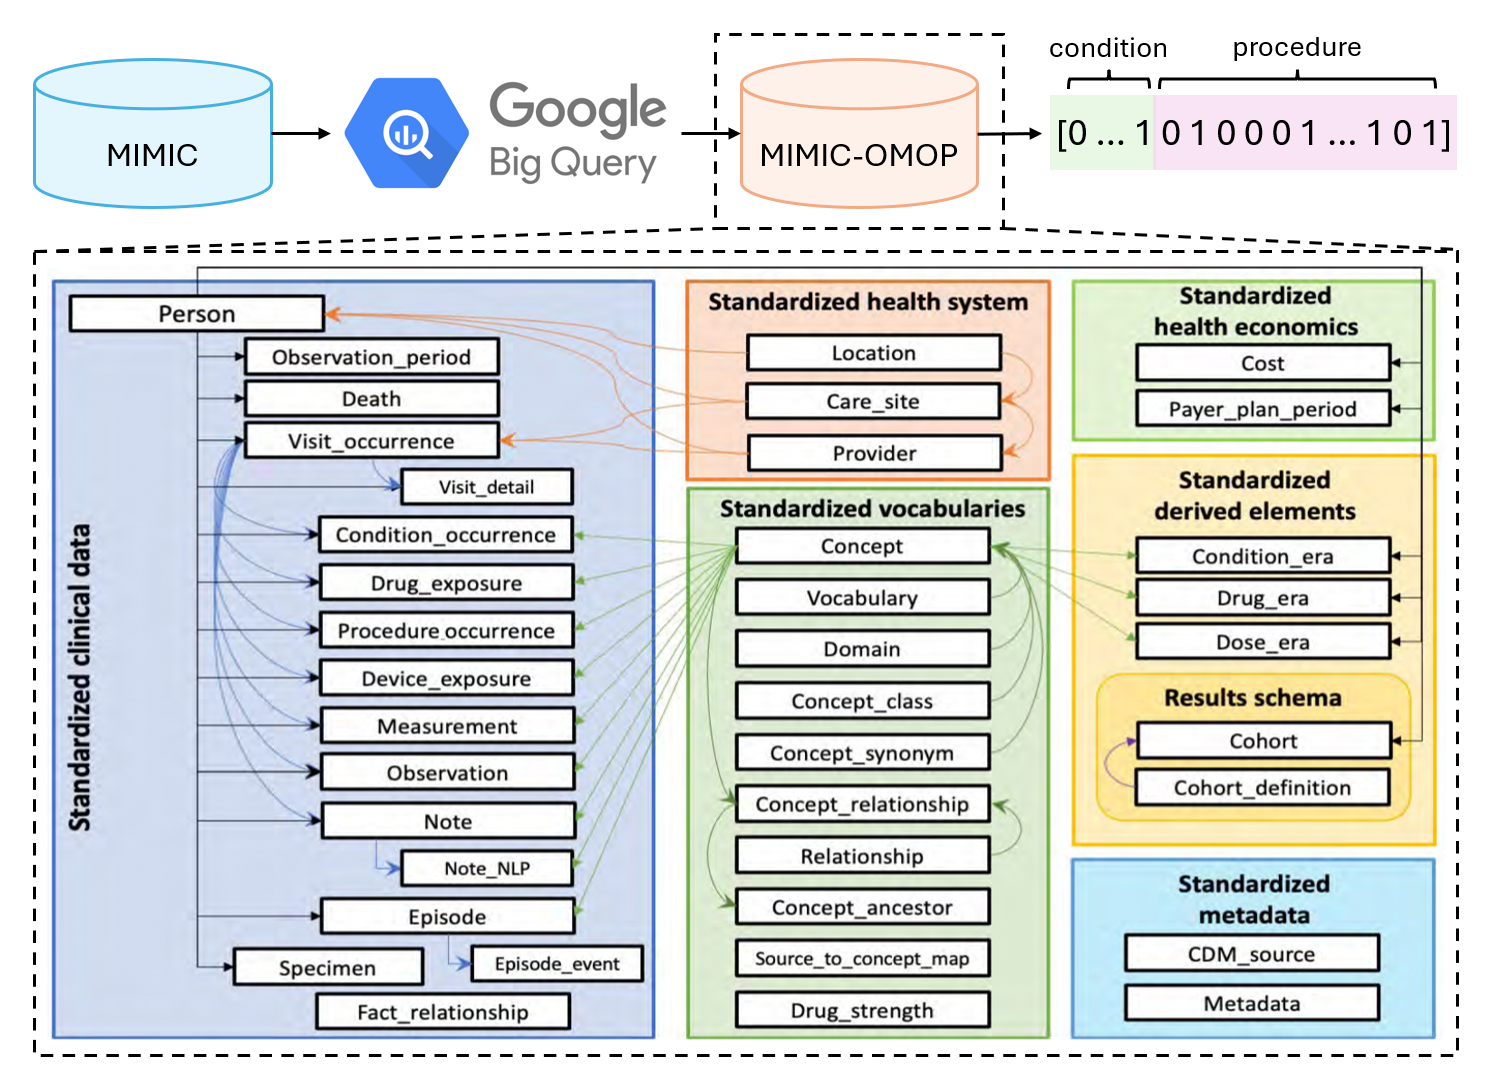 condition
procedure
MIMIC
Google
Big Query
MIMIC-OMOP
[0 ... 1 0 1 0 0 0 1 ... 1 0 1]
Standardized clinical data
Person
Observation_period
Death
Visit_occurrence
Visit_detail
Condition_occurrence
Drug_exposure
Procedure_occurrence
Device_exposure
Measurement
Observation
Note
Note_NLP
Episode
Episode_event
Specimen
Fact_relationship
Standardized health system
Location
Care_site
Provider
Standardized vocabularies
Concept
Vocabulary
Domain
Concept_class
Concept_synonym
Concept_relationship
Relationship
Concept_ancestor
Source_to_concept_map
Drug_strength
Standardized
health economics
Cost
Payer_plan_period
Standardized
derived elements
Condition_era
Drug_era
Dose_era
Results schema
Cohort
Cohort_definition
Standardized
metadata
CDM_source
Metadata